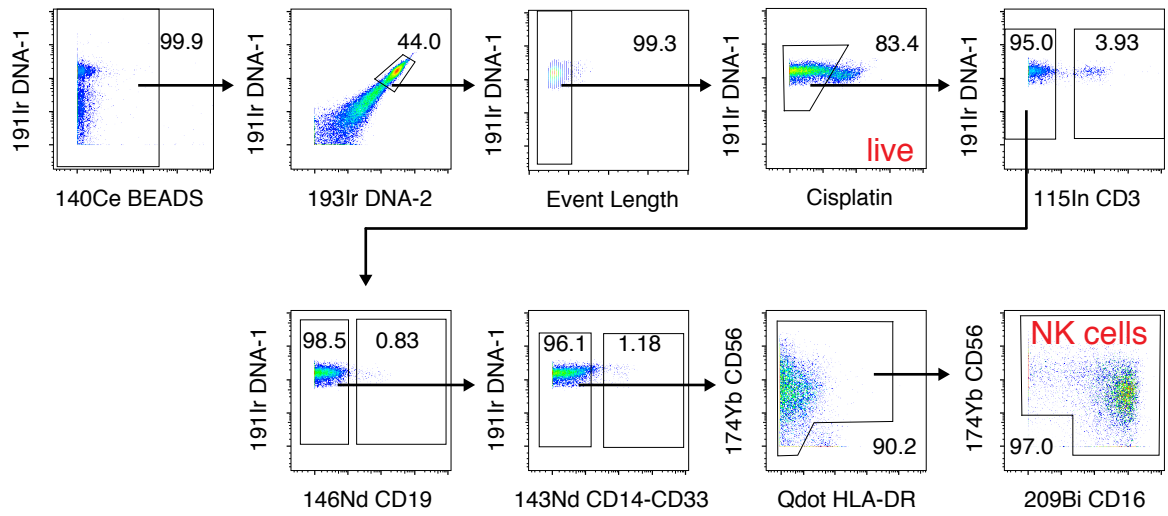 191Ir DNA-1
99.9
140Ce BEADS
191Ir DNA-1
44.0
193Ir DNA-2
191Ir DNA-1
99.3
Event Length
191Ir DNA-1
83.4
live
Cisplatin
191Ir DNA-1
95.0
3.93
115In CD3
191Ir DNA-1
98.5
0.83
146Nd CD19
191Ir DNA-1
96.1
1.18
143Nd CD14-CD33
174Yb CD56
90.2
Qdot HLA-DR
174Yb CD56
NK cells
97.0
209Bi CD16